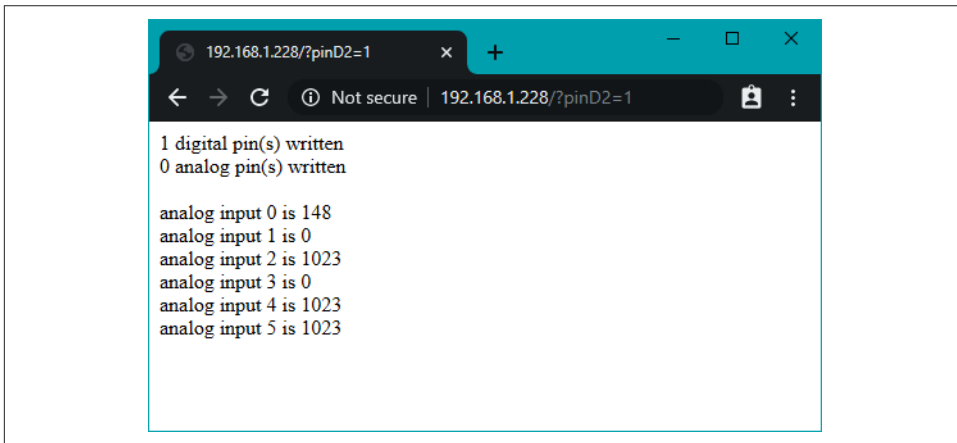 192.168.1.228/?pinD2=1
Not secure | 192.168.1.228/?pinD2=1
1 digital pin(s) written
0 analog pin(s) written
analog input 0 is 148
analog input 1 is 0
analog input 2 is 1023
analog input 3 is 0
analog input 4 is 1023
analog input 5 is 1023